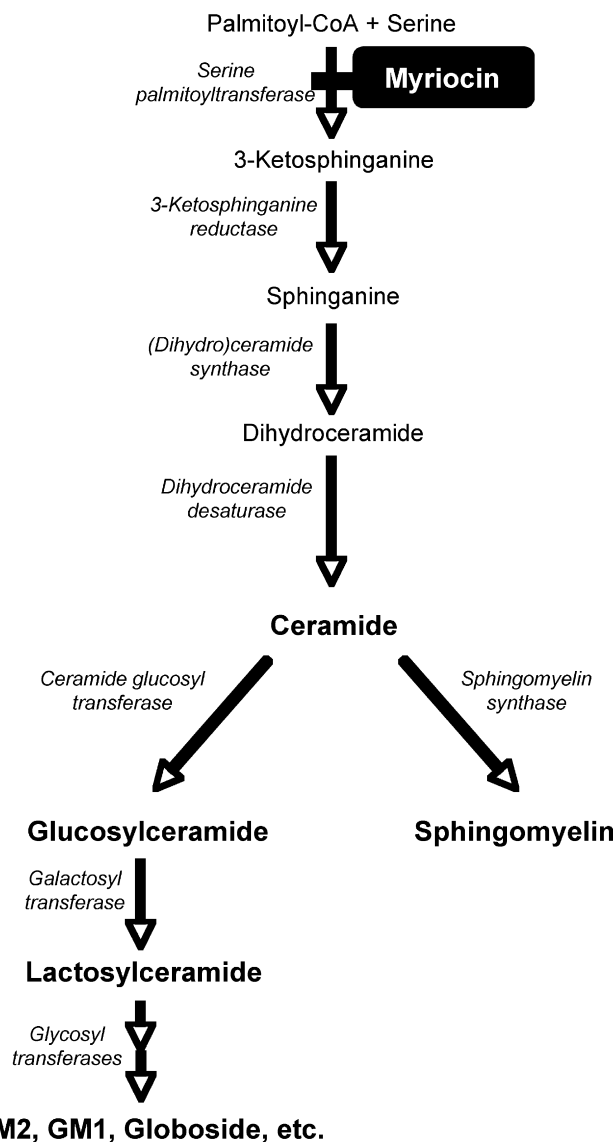 Palmitoyl-CoA + Serine
Serine
palmitoyltransferase
Myriocin
3-Ketosphinganine
3-Ketosphinganine
reductase
Sphinganine
(Dihydro)ceramide
synthase
Dihydroceramide
Dihydroceramide
desaturase
Ceramide
Ceramide glucosyl
transferase
Sphingomyelin
synthase
Glucosylceramide
Sphingomyelin
Galactosyl
transferase
Lactosylceramide
Glycosyl
transferases
M2, GM1, Globoside, etc.